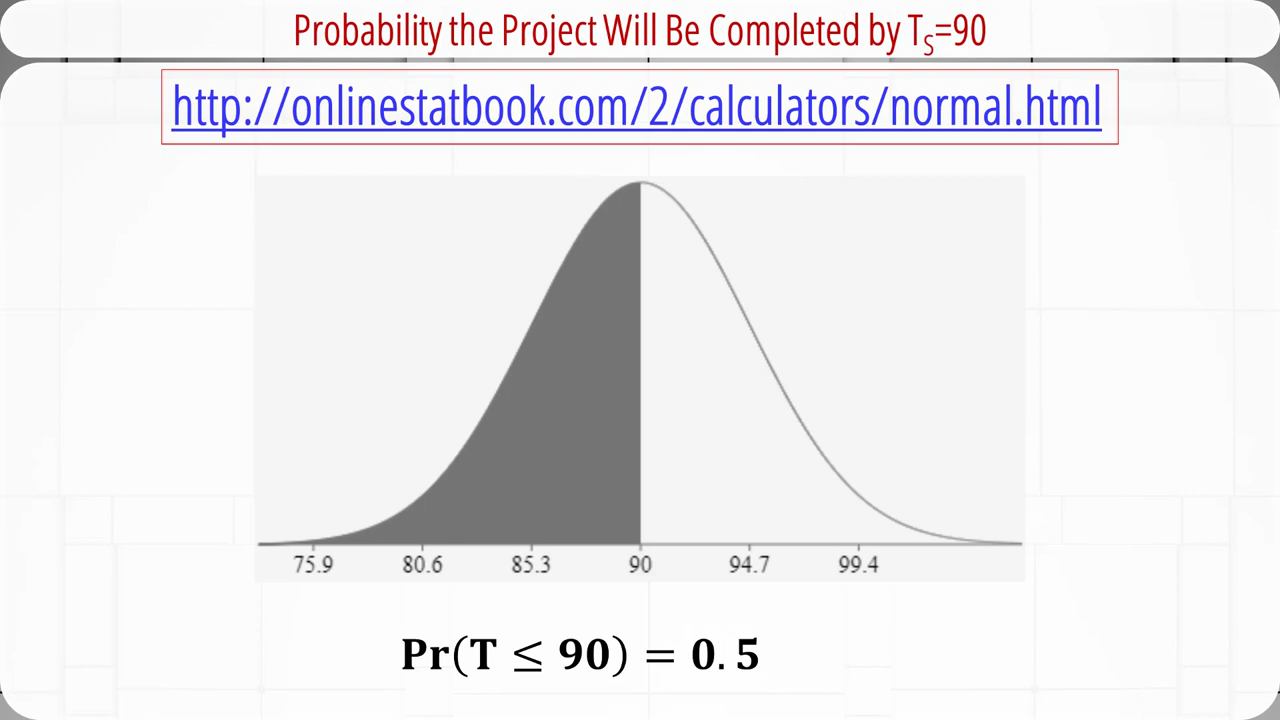 Probability the Project Will Be Completed by T_S=90
http://onlinestatbook.com/2/calculators/normal.html
75.9 80.6 85.3 90 94.7 99.4
Pr(T ≤ 90) = 0.5